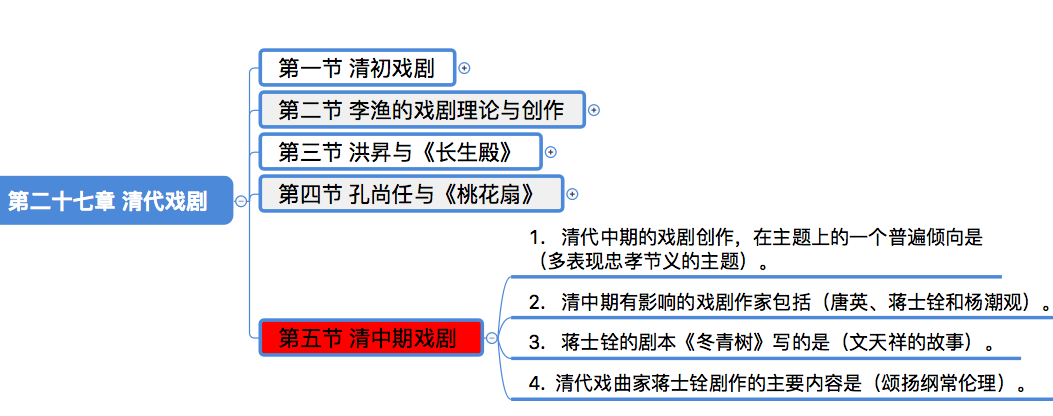 第二十七章 清代戏剧
第一节 清初戏剧
第二节 李渔的戏剧理论与创作
第三节 洪昇与《长生殿》
第四节 孔尚任与《桃花扇》
第五节 清中期戏剧
1. 清代中期的戏剧创作，在主题上的一个普遍倾向是
（多表现忠孝节义的主题）。
2. 清中期有影响的戏剧作家包括（唐英、蒋士铨和杨潮观）。
3. 蒋士铨的剧本《冬青树》写的是（文天祥的故事）。
4. 清代戏曲家蒋士铨剧作的主要内容是（颂扬纲常伦理）。